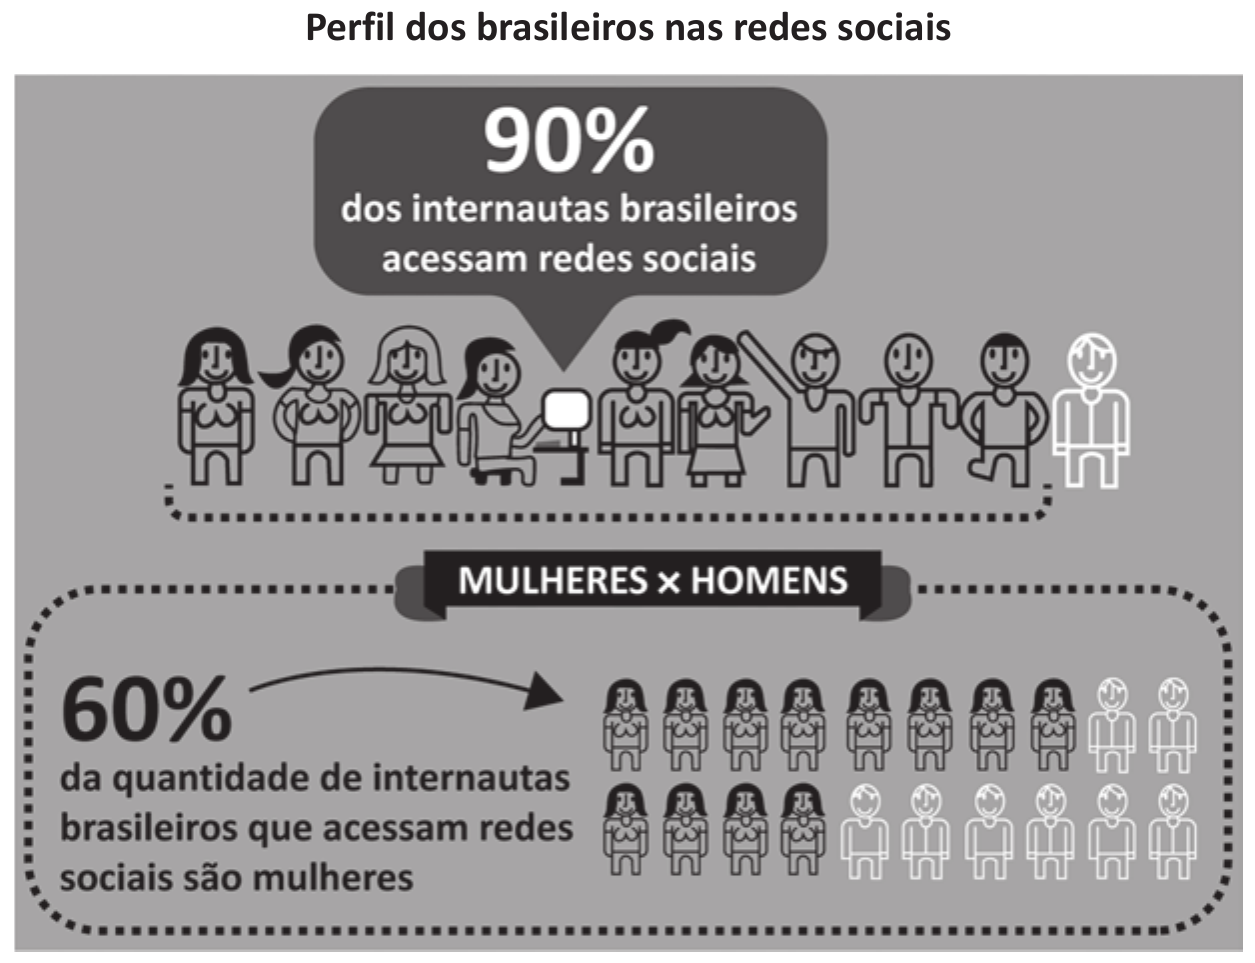 Perfil dos brasileiros nas redes sociais
90%
dos internautas brasileiros
acessam redes sociais
MULHERES × HOMENS
60%
da quantidade de internautas
brasileiros que acessam redes
sociais são mulheres